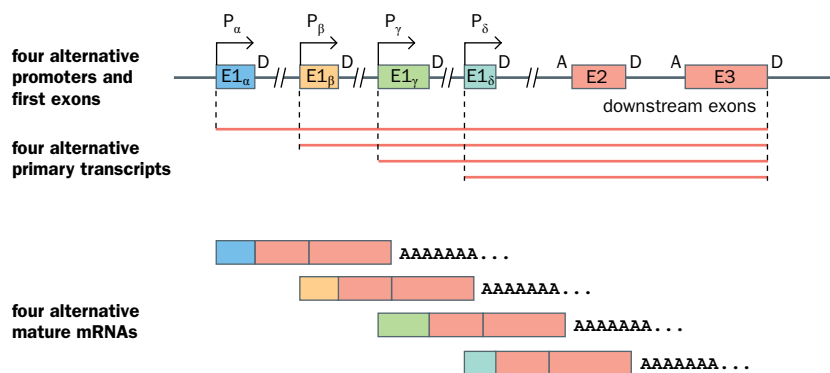 Pα Pβ Pγ Pδ
four alternative
promoters and
first exons
E1α D E1β D E1γ D E1δ D A E2 D A E3 D
downstream exons
four alternative
primary transcripts
AAAAAAA...
AAAAAAA...
four alternative
mature mRNAs
AAAAAAA...
AAAAAAA...